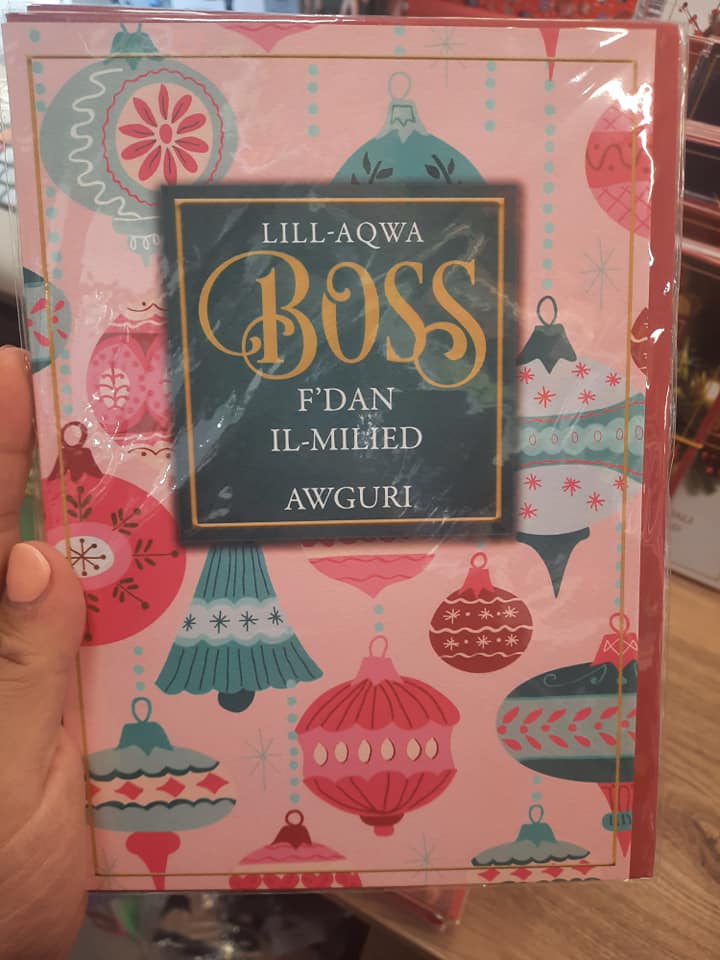 LILL-AQWA
BOSS
F'DAN
IL-MILIED
AWGURI